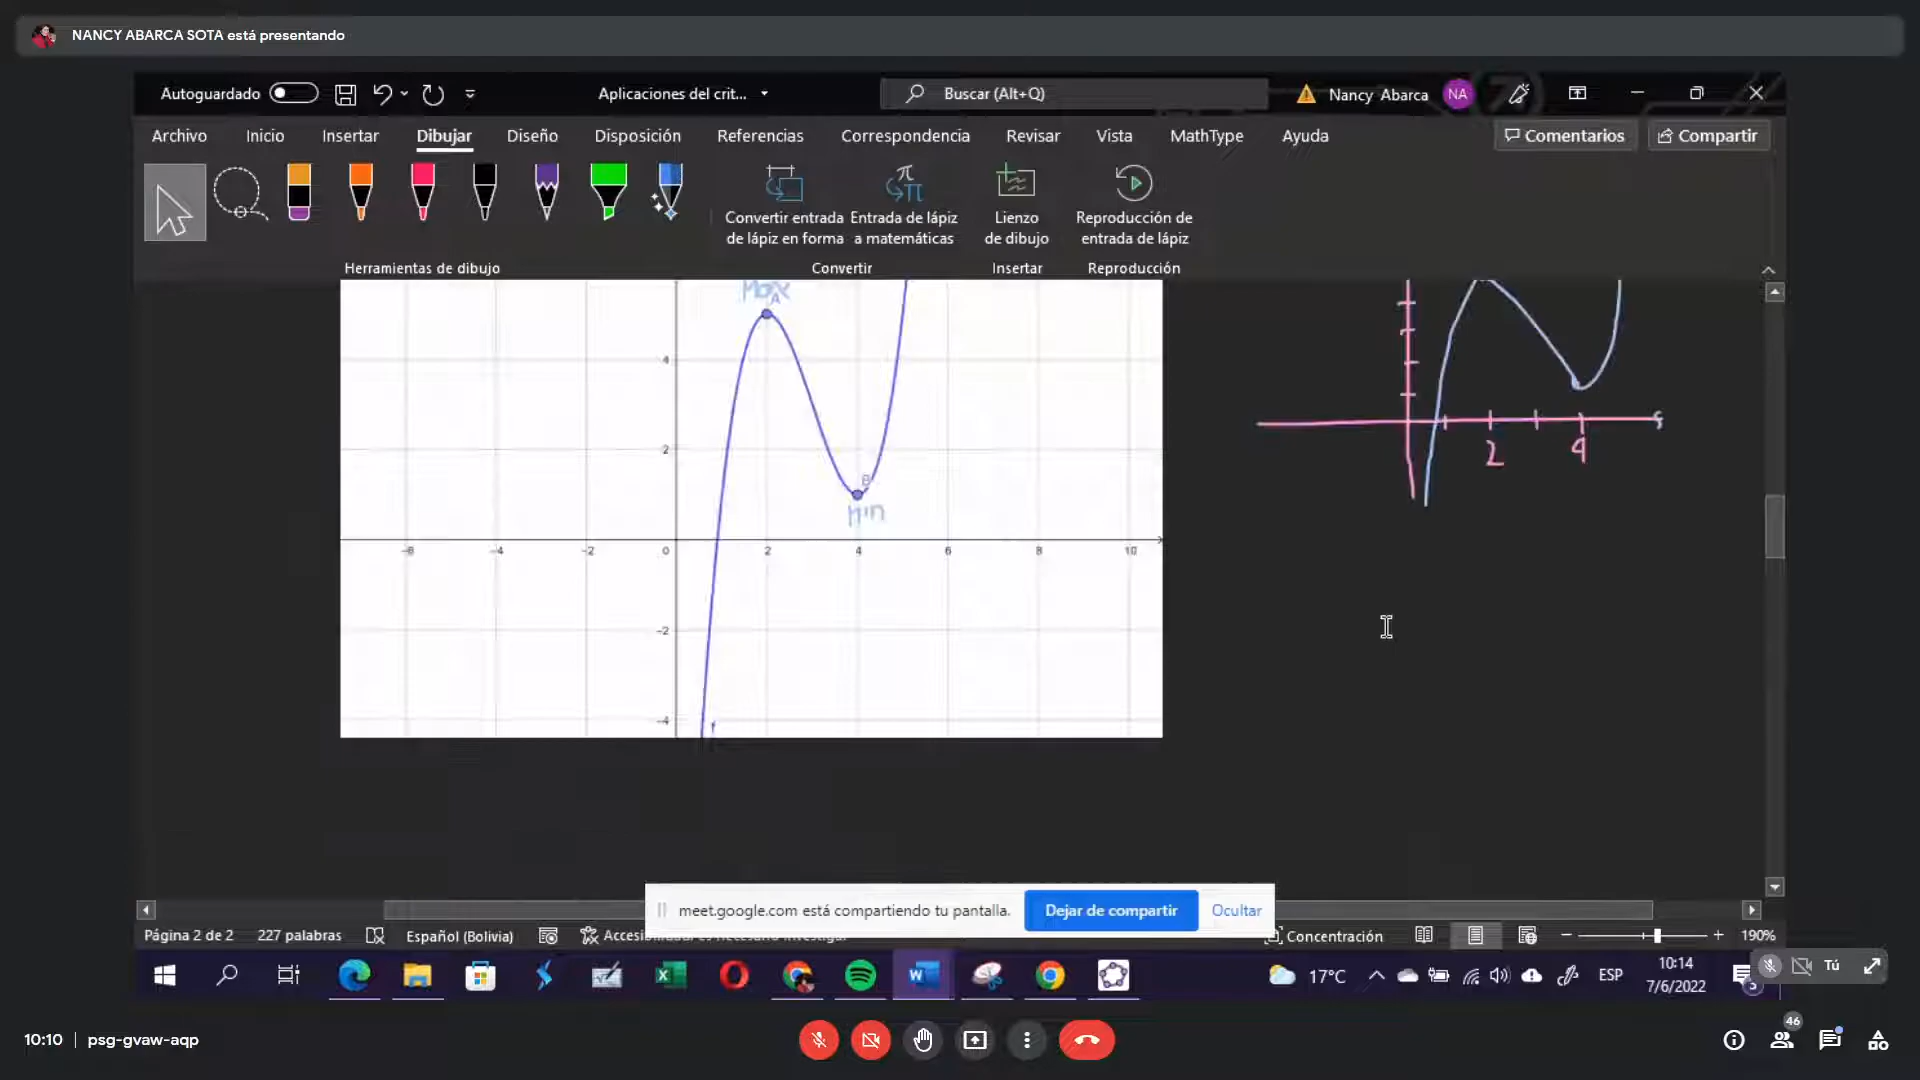 NANCY ABARCA SOTA está presentando
Autoguardado
Aplicaciones del crit...
Buscar (Alt+Q)
Nancy Abarca
NA
Archivo Inicio Insertar Dibujar Diseño Disposición Referencias Correspondencia Revisar Vista MathType Ayuda
Comentarios
Compartir
Convertir entrada
de lápiz en forma
Entrada de lápiz
a matemáticas
Lienzo
de dibujo
Reproducción de
entrada de lápiz
Herramientas de dibujo
Convertir
Insertar
Reproducción
Max
A
4
2
B
Min
-6 -4 -2 0 2 4 6 8 10
-2
-4
f
2 4
meet.google.com está compartiendo tu pantalla.
Dejar de compartir
Ocultar
Página 2 de 2
227 palabras
Español (Bolivia)
Concentración
190%
17°C
ESP
10:14
7/6/2022
Tú
10:10 | psg-gvaw-aqp
46